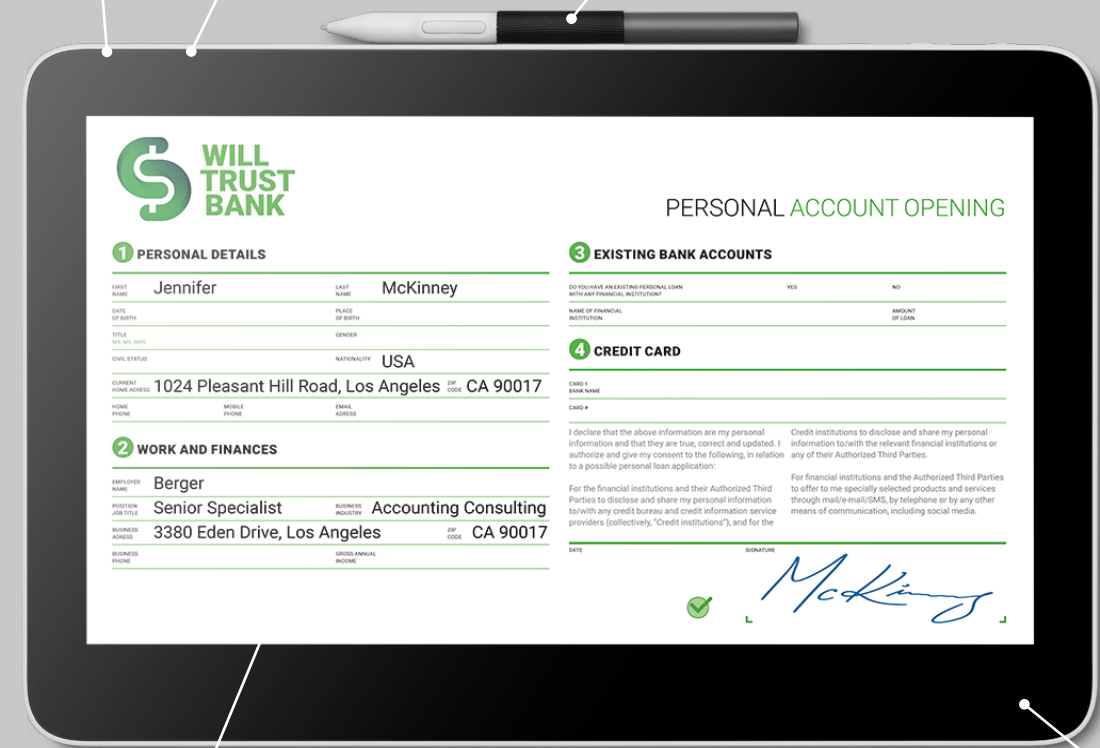 WILL
TRUST
BANK
PERSONAL ACCOUNT OPENING
1 PERSONAL DETAILS
FIRST NAME Jennifer LAST NAME McKinney
DATE OF BIRTH PLACE OF BIRTH
TITLE MR. MS. MRS. GENDER
CIVIL STATUS NATIONALITY USA
CURRENT HOME ADRESS 1024 Pleasant Hill Road, Los Angeles ZIP CODE CA 90017
HOME PHONE MOBILE PHONE EMAIL ADRESS
2 WORK AND FINANCES
EMPLOYER NAME Berger
POSITION JOB TITLE Senior Specialist BUSINESS INDUSTRY Accounting Consulting
BUSINESS ADRESS 3380 Eden Drive, Los Angeles ZIP CODE CA 90017
BUSINESS PHONE GROSS ANNUAL INCOME
3 EXISTING BANK ACCOUNTS
DO YOU HAVE AN EXISTING PERSONAL LOAN WITH ANY FINANCIAL INSTITUTION? YES NO
NAME OF FINANCIAL INSTITUTION AMOUNT OF LOAN
4 CREDIT CARD
CARD 1 BANK NAME
CARD #
I declare that the above information are my personal
information and that they are true, correct and updated. I
authorize and give my consent to the following, in relation
to a possible personal loan application:
For the financial institutions and their Authorized Third
Parties to disclose and share my personal information
to/with any credit bureau and credit information service
providers (collectively, "Credit institutions"), and for the
Credit institutions to disclose and share my personal
information to/with the relevant financial institutions or
any of their Authorized Third Parties.
For financial institutions and the Authorized Third Parties
to offer to me specially selected products and services
through mail/e-mail/SMS, by telephone or by any other
means of communication, including social media.
DATE SIGNATURE
McKinney